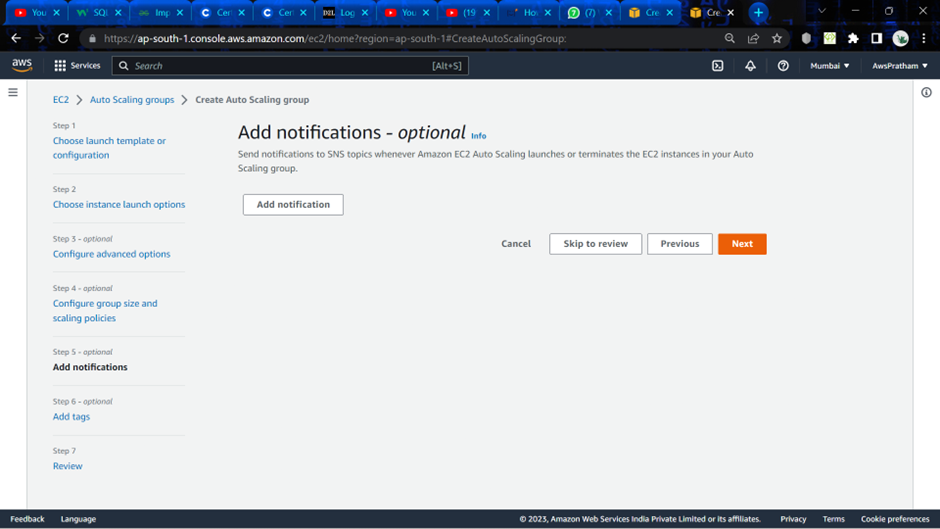 You
SQL
Imp
Cer
Cer
D2L Log
You
(19
Ho
(7)
Cre
Cre
https://ap-south-1.console.aws.amazon.com/ec2/home?region=ap-south-1#CreateAutoScalingGroup:
aws Services Search [Alt+S] Mumbai AwsPratham
EC2 Auto Scaling groups Create Auto Scaling group
Step 1
Choose launch template or
configuration
Step 2
Choose instance launch options
Step 3 - optional
Configure advanced options
Step 4 - optional
Configure group size and
scaling policies
Step 5 - optional
Add notifications
Step 6 - optional
Add tags
Step 7
Review
Add notifications - optional Info
Send notifications to SNS topics whenever Amazon EC2 Auto Scaling launches or terminates the EC2 instances in your Auto
Scaling group.
Add notification
Cancel Skip to review Previous Next
Feedback Language © 2023, Amazon Web Services India Private Limited or its affiliates. Privacy Terms Cookie preferences